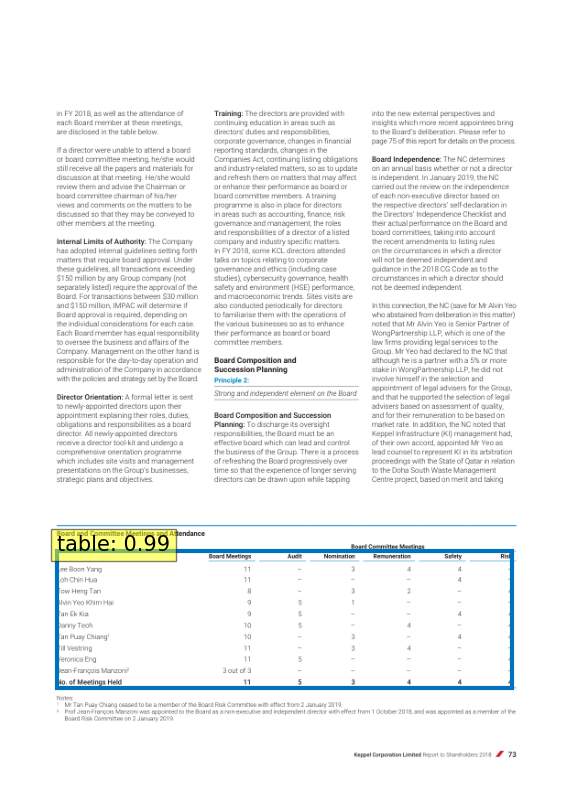 in FY 2018, as well as the attendance of
each Board member at these meetings,
are disclosed in the table below.
If a director were unable to attend a board
or board committee meeting, he/she would
still receive all the papers and materials for
discussion at that meeting. He/she would
review them and advise the Chairman or
board committee chairman of his/her
views and comments on the matters to be
discussed so that they may be conveyed to
other members at the meeting.
Internal Limits of Authority: The Company
has adopted internal guidelines setting forth
matters that require board approval. Under
these guidelines, all transactions exceeding
$150 million by any Group company (not
separately listed) require the approval of the
Board. For transactions between $30 million
and $150 million, IMPAC will determine if
Board approval is required, depending on
the individual considerations for each case.
Each Board member has equal responsibility
to oversee the business and affairs of the
Company. Management on the other hand is
responsible for the day-to-day operation and
administration of the Company in accordance
with the policies and strategy set by the Board.
Director Orientation: A formal letter is sent
to newly-appointed directors upon their
appointment explaining their roles, duties,
obligations and responsibilities as a board
director. All newly-appointed directors
receive a director tool-kit and undergo a
comprehensive orientation programme
which includes site visits and management
presentations on the Group's businesses,
strategic plans and objectives.
Training: The directors are provided with
continuing education in areas such as
directors' duties and responsibilities,
corporate governance, changes in financial
reporting standards, changes in the
Companies Act, continuing listing obligations
and industry-related matters, so as to update
and refresh them on matters that may affect
or enhance their performance as board or
board committee members. A training
programme is also in place for directors
in areas such as accounting, finance, risk
governance and management, the roles
and responsibilities of a director of a listed
company and industry specific matters.
In FY 2018, some KCL directors attended
talks on topics relating to corporate
governance and ethics (including case
studies), cybersecurity governance, health
safety and environment (HSE) performance,
and macroeconomic trends. Sites visits are
also conducted periodically for directors
to familiarise them with the operations of
the various businesses so as to enhance
their performance as board or board
committee members.
Board Composition and
Succession Planning
Principle 2:
Strong and independent element on the Board
Board Composition and Succession
Planning: To discharge its oversight
responsibilities, the Board must be an
effective board which can lead and control
the business of the Group. There is a process
of refreshing the Board progressively over
time so that the experience of longer serving
directors can be drawn upon while tapping
into the new external perspectives and
insights which more recent appointees bring
to the Board's deliberation. Please refer to
page 75 of this report for details on the process.
Board Independence: The NC determines
on an annual basis whether or not a director
is independent. In January 2019, the NC
carried out the review on the independence
of each non-executive director based on
the respective directors' self-declaration in
the Directors' Independence Checklist and
their actual performance on the Board and
board committees, taking into account
the recent amendments to listing rules
on the circumstances in which a director
will not be deemed independent and
guidance in the 2018 CG Code as to the
circumstances in which a director should
not be deemed independent.
In this connection, the NC (save for Mr Alvin Yeo
who abstained from deliberation in this matter)
noted that Mr Alvin Yeo is Senior Partner of
WongPartnership LLP, which is one of the
law firms providing legal services to the
Group. Mr Yeo had declared to the NC that
although he is a partner with a 5% or more
stake in WongPartnership LLP, he did not
involve himself in the selection and
appointment of legal advisers for the Group,
and that he supported the selection of legal
advisers based on assessment of quality,
and for their remuneration to be based on
market rate. In addition, the NC noted that
Keppel Infrastructure (KI) management had,
of their own accord, appointed Mr Yeo as
lead counsel to represent KI in its arbitration
proceedings with the State of Qatar in relation
to the Doha South Waste Management
Centre project, based on merit and taking
Board and Committee Meetings and Attendance
table: 0.99
Board Committee Meetings
Board Meetings Audit Nomination Remuneration Safety Risk
Lee Boon Yang 11 – 3 4 4
Loh Chin Hua 11 – – – 4
Tow Heng Tan 8 – 3 2 –
Alvin Yeo Khirn Hai 9 5 1 – –
Tan Ek Kia 9 5 – – 4
Danny Teoh 10 5 – 4 –
Tan Puay Chiang¹ 10 – 3 – 4
Till Vestring 11 – 3 4 –
Veronica Eng 11 5 – – –
Jean-François Manzoni² 3 out of 3 – – – –
No. of Meetings Held 11 5 3 4 4
Notes:
¹ Mr Tan Puay Chiang ceased to be a member of the Board Risk Committee with effect from 2 January 2019.
² Prof Jean-François Manzoni was appointed to the Board as a non-executive and independent director with effect from 1 October 2018, and was appointed as a member of the
Board Risk Committee on 2 January 2019.
Keppel Corporation Limited Report to Shareholders 2018 73